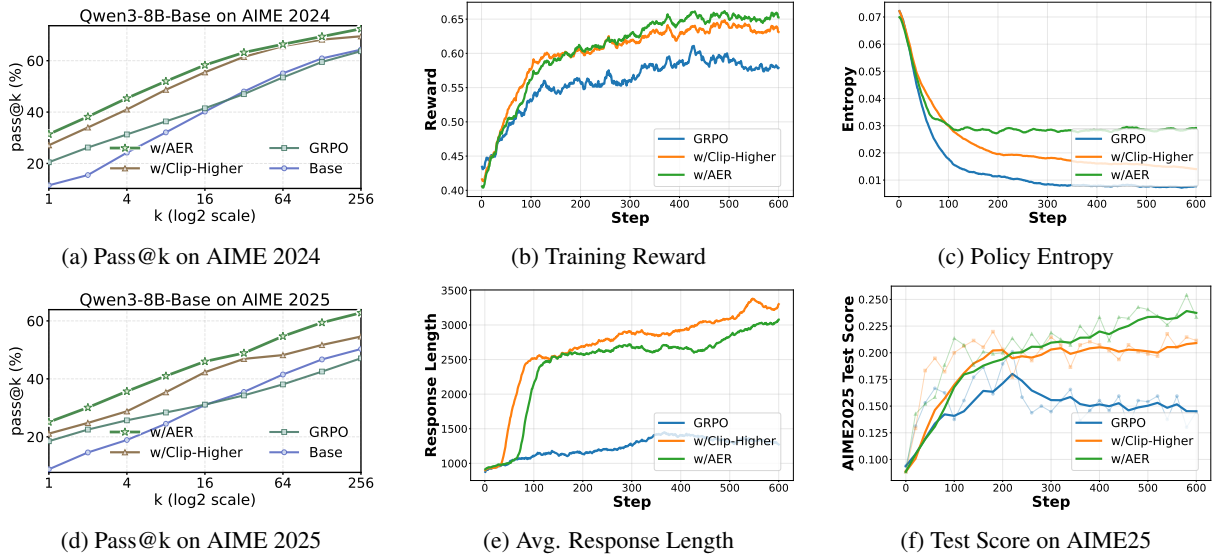 Qwen3-8B-Base on AIME 2024
pass@k (%)
60
40
20
w/AER
w/Clip-Higher
GRPO
Base
1 4 16 64 256
k (log2 scale)
(a) Pass@k on AIME 2024
Reward
0.65
0.60
0.55
0.50
0.45
0.40
GRPO
w/Clip-Higher
w/AER
0 100 200 300 400 500 600
Step
(b) Training Reward
Entropy
0.07
0.06
0.05
0.04
0.03
0.02
0.01
GRPO
w/Clip-Higher
w/AER
0 100 200 300 400 500 600
Step
(c) Policy Entropy
Qwen3-8B-Base on AIME 2025
pass@k (%)
60
40
20
w/AER
w/Clip-Higher
GRPO
Base
1 4 16 64 256
k (log2 scale)
(d) Pass@k on AIME 2025
Response Length
3500
3000
2500
2000
1500
1000
GRPO
w/Clip-Higher
w/AER
0 100 200 300 400 500 600
Step
(e) Avg. Response Length
AIME2025 Test Score
0.250
0.225
0.200
0.175
0.150
0.125
0.100
GRPO
w/Clip-Higher
w/AER
0 100 200 300 400 500 600
Step
(f) Test Score on AIME25